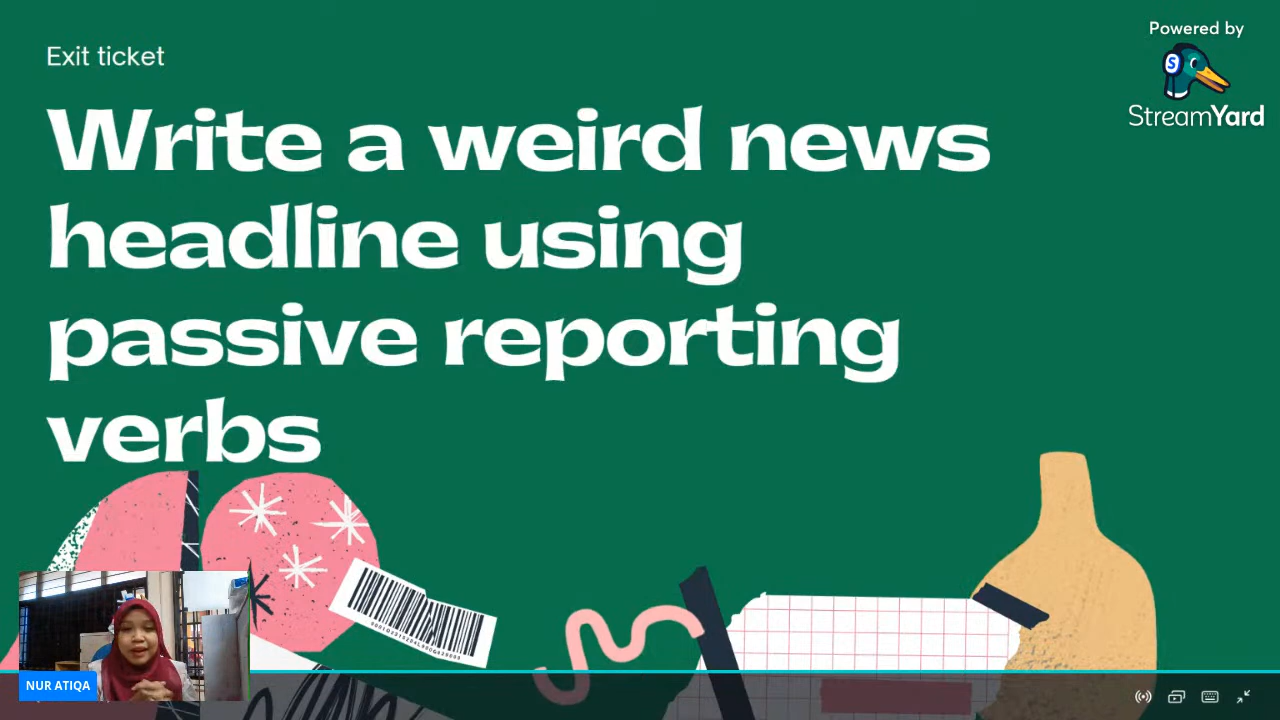 Exit ticket
Powered by
StreamYard
Write a weird news
headline using
passive reporting
verbs
NUR ATIQA